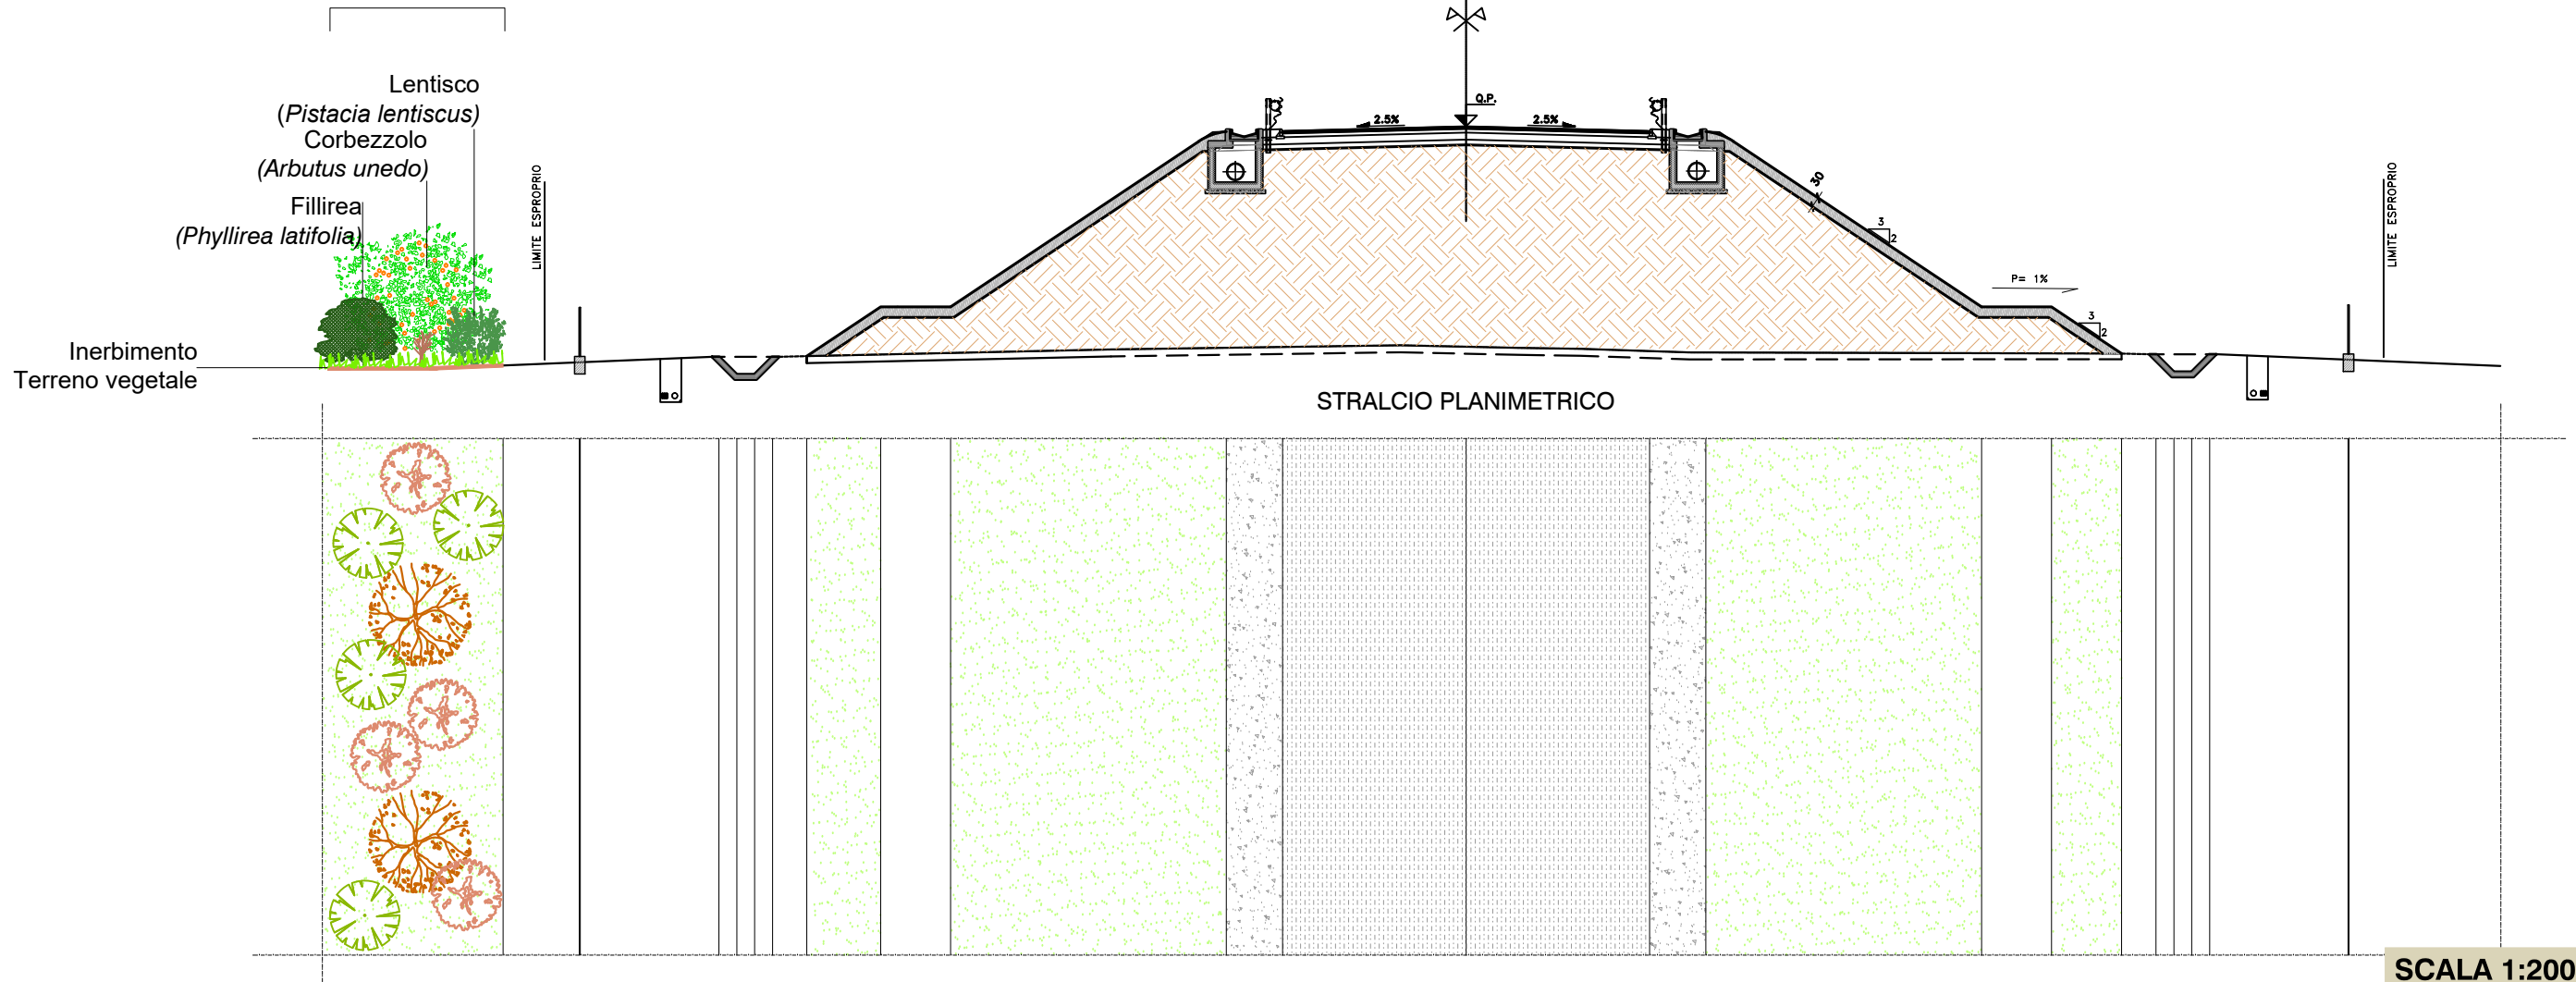 Lentisco
(Pistacia lentiscus)
Corbezzolo
(Arbutus unedo)
Fillirea
(Phyllirea latifolia)
Inerbimento
Terreno vegetale
LIMITE ESPROPRIO
Q.P.
2.5%
2.5%
30
3
2
P= 1%
3
2
LIMITE ESPROPRIO
STRALCIO PLANIMETRICO
SCALA 1:200